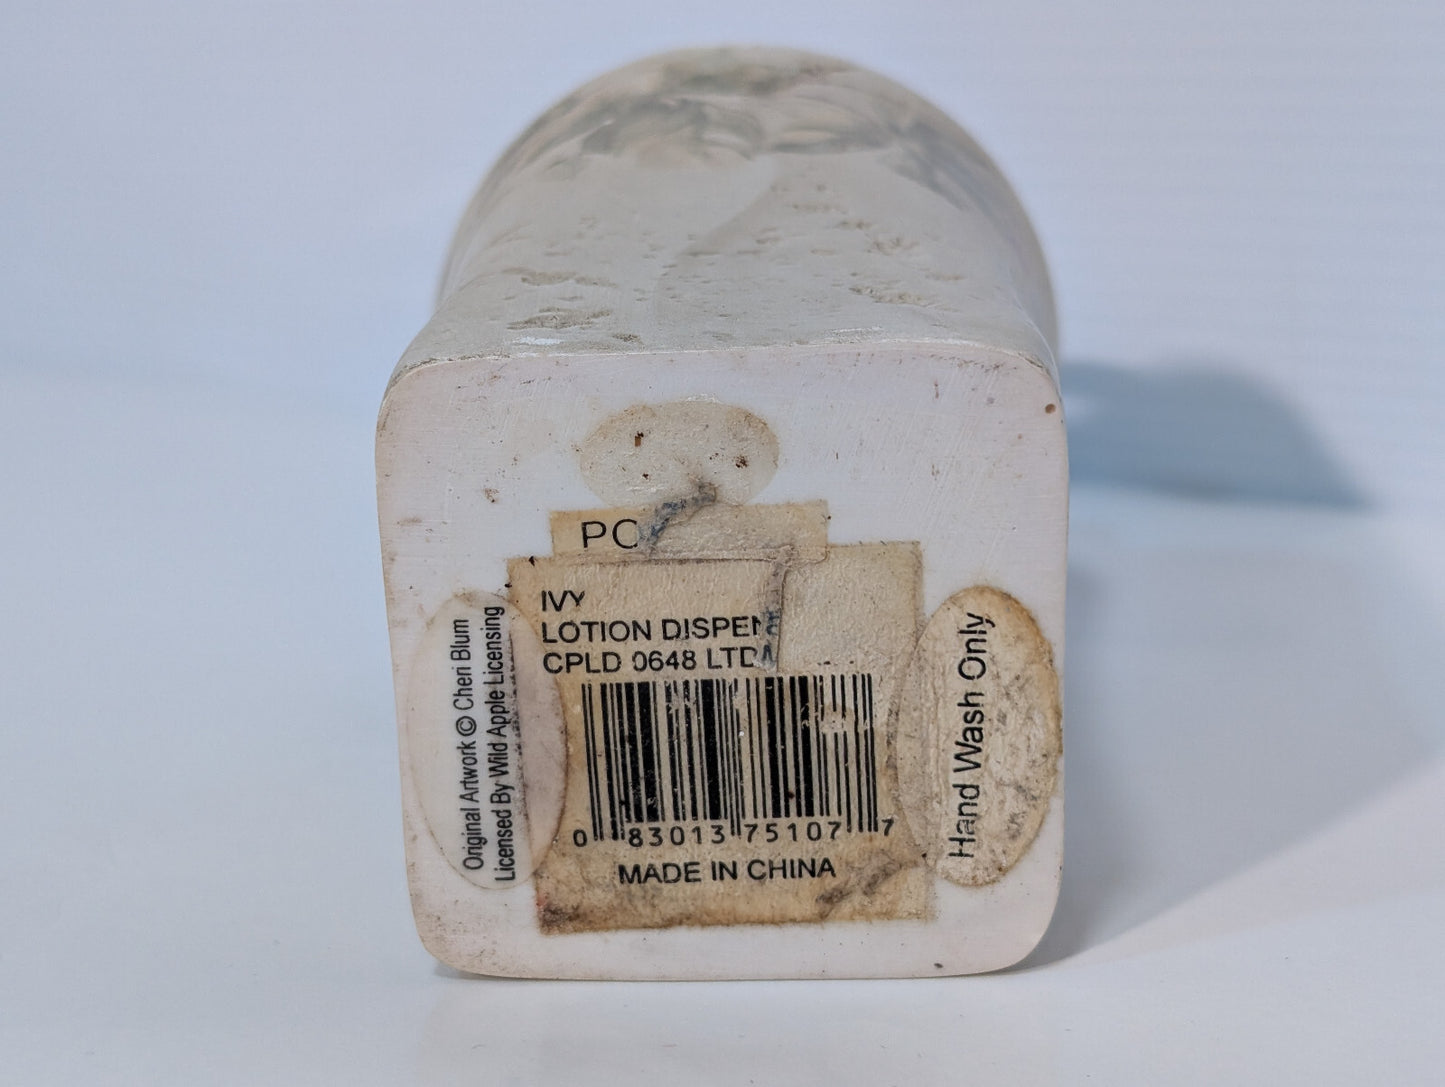 PC
IVY
LOTION DISPEN
CPLD 0648 LTD
0 83013 75107 7
MADE IN CHINA
Original Artwork © Cheri Blum
Licensed By Wild Apple Licensing
Hand Wash Only